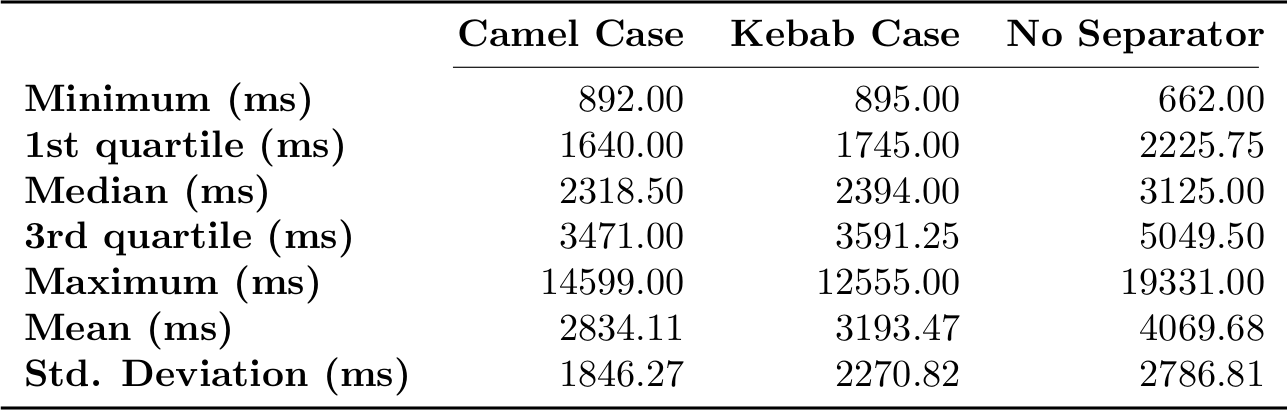 Camel Case Kebab Case No Separator
Minimum (ms) 892.00 895.00 662.00
1st quartile (ms) 1640.00 1745.00 2225.75
Median (ms) 2318.50 2394.00 3125.00
3rd quartile (ms) 3471.00 3591.25 5049.50
Maximum (ms) 14599.00 12555.00 19331.00
Mean (ms) 2834.11 3193.47 4069.68
Std. Deviation (ms) 1846.27 2270.82 2786.81